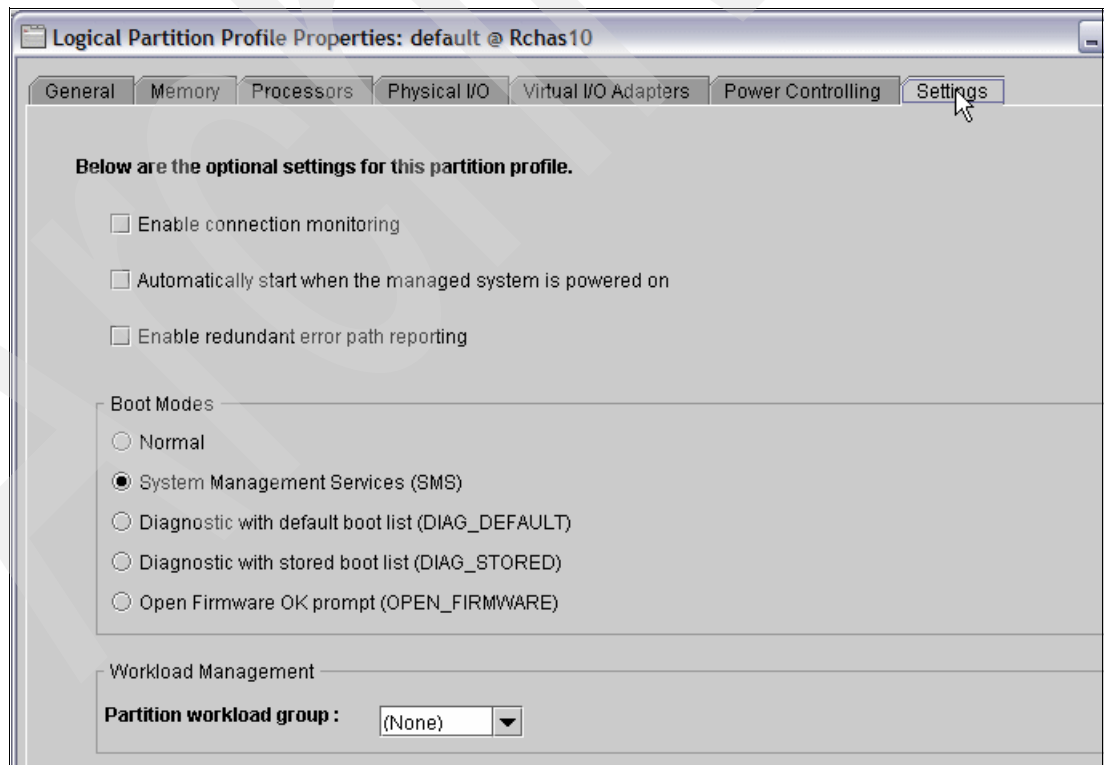 Logical Partition Profile Properties: default @ Rchas10
General Memory Processors Physical I/O Virtual I/O Adapters Power Controlling Settings
Below are the optional settings for this partition profile.
Enable connection monitoring
Automatically start when the managed system is powered on
Enable redundant error path reporting
Boot Modes
Normal
System Management Services (SMS)
Diagnostic with default boot list (DIAG_DEFAULT)
Diagnostic with stored boot list (DIAG_STORED)
Open Firmware OK prompt (OPEN_FIRMWARE)
Workload Management
Partition workload group : (None)